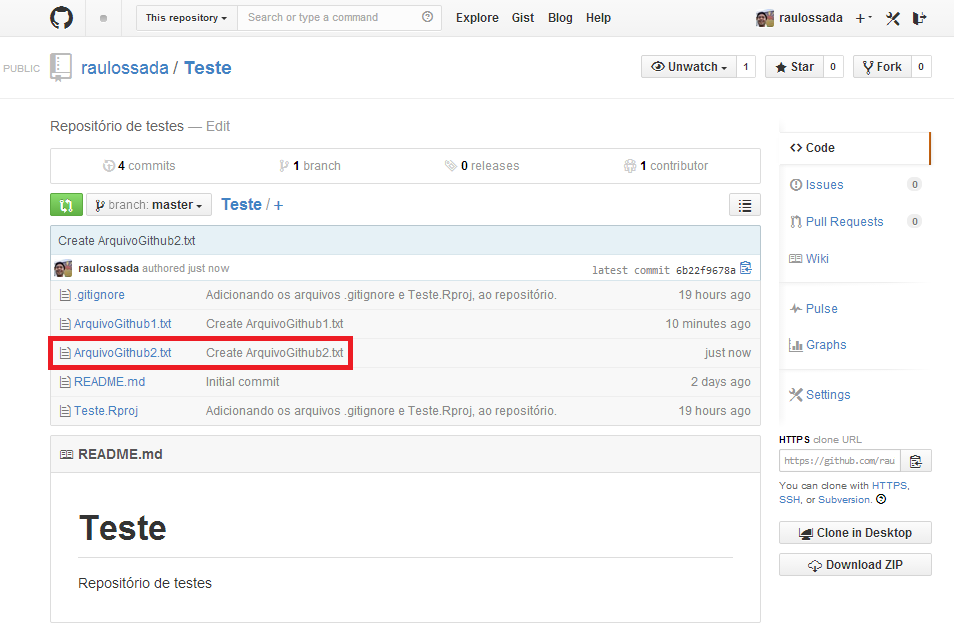 This repository Search or type a command Explore Gist Blog Help raulossada
PUBLIC raulossada / Teste Unwatch 1 Star 0 Fork 0
Repositório de testes — Edit
4 commits 1 branch 0 releases 1 contributor
branch: master Teste / +
Create ArquivoGithub2.txt
raulossada authored just now latest commit 6b22f9678a
.gitignore Adicionando os arquivos .gitignore e Teste.Rproj, ao repositório. 19 hours ago
ArquivoGithub1.txt Create ArquivoGithub1.txt 10 minutes ago
ArquivoGithub2.txt Create ArquivoGithub2.txt just now
README.md Initial commit 2 days ago
Teste.Rproj Adicionando os arquivos .gitignore e Teste.Rproj, ao repositório. 19 hours ago
README.md
Teste
Repositório de testes
Code
Issues 0
Pull Requests 0
Wiki
Pulse
Graphs
Settings
HTTPS clone URL
https://github.com/rau
You can clone with HTTPS,
SSH, or Subversion.
Clone in Desktop
Download ZIP